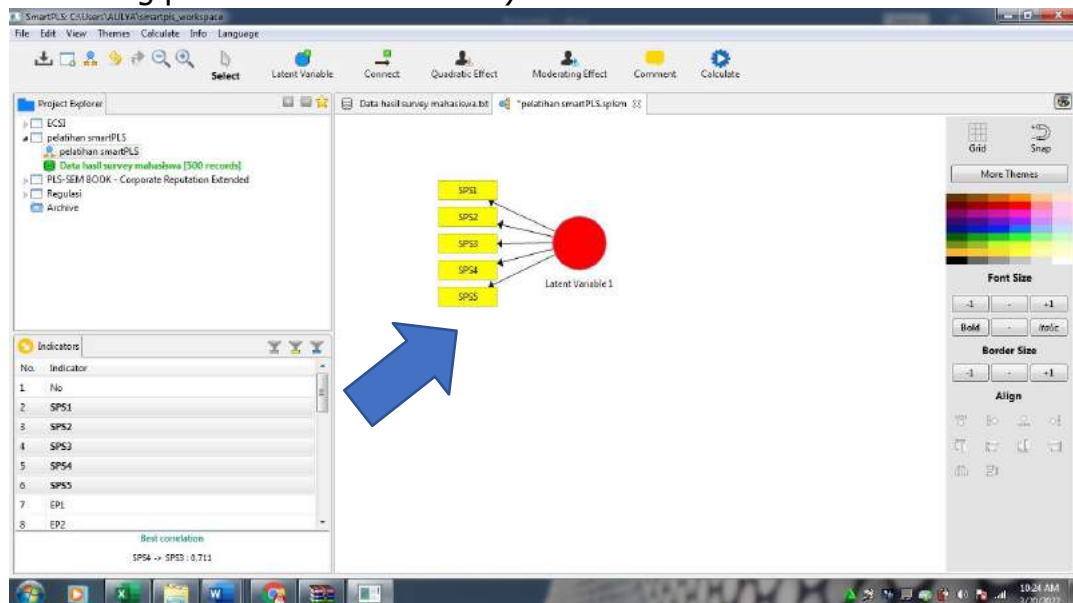 SmartPLS: C:\Users\AULYA\smartpls_workspace
File Edit View Themes Calculate Info Language
Select Latent Variable Connect Quadratic Effect Moderating Effect Comment Calculate
Project Explorer
Data hasil survey mahasiswa.txt *pelatihan smartPLS.splsm
ECSI
pelatihan smartPLS
pelatihan smartPLS
Data hasil survey mahasiswa [500 records]
PLS-SEM BOOK - Corporate Reputation Extended
Regulasi
Archive
SPS1
SPS2
SPS3
SPS4
SPS5
Latent Variable 1
Grid Snap
More Themes
Font Size
-1 - +1
Bold - Italic
Border Size
-1 - +1
Align
Indicators
No. Indicator
1 No
2 SPS1
3 SPS2
4 SPS3
5 SPS4
6 SPS5
7 EP1
8 EP2
Best correlation
SPS4 -> SPS3 : 0.711
10:24 AM
3/20/2022